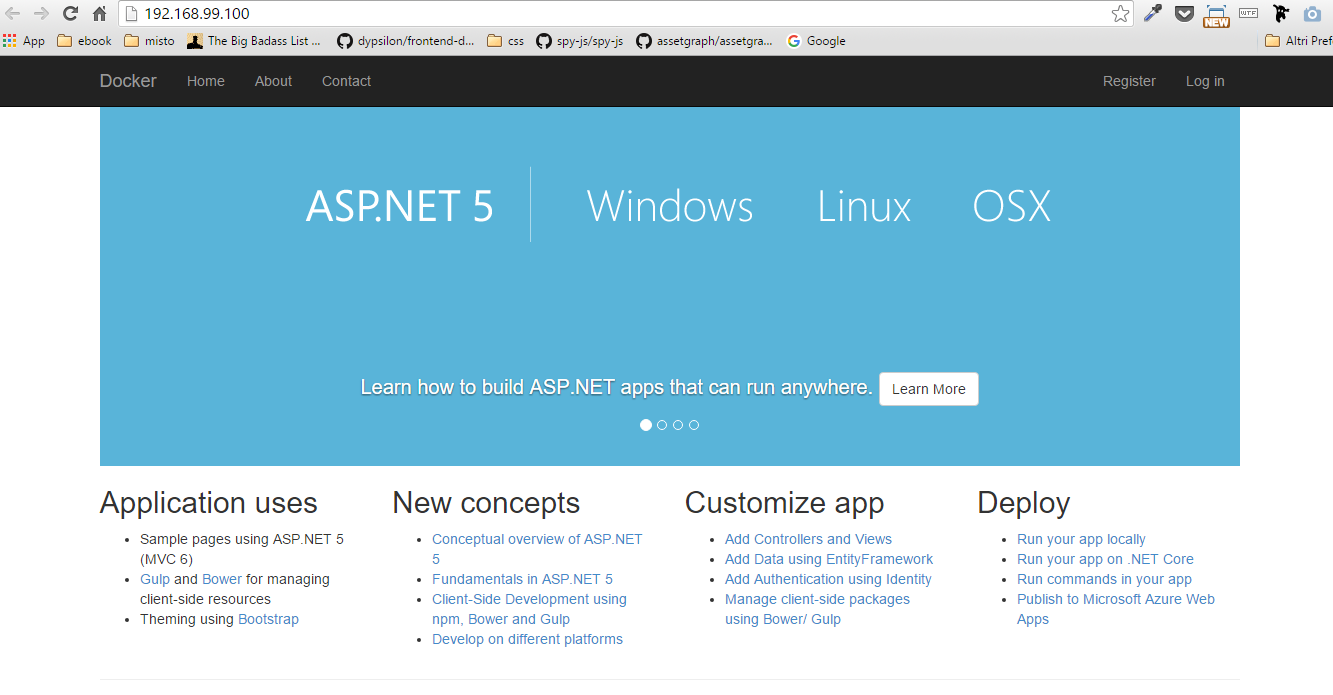 192.168.99.100
NEW
WTF
App ebook misto The Big Badass List ... dypsilon/frontend-d... css spy-js/spy-js assetgraph/assetgra... Google Altri Pref
Docker Home About Contact Register Log in
ASP.NET 5 Windows Linux OSX
Learn how to build ASP.NET apps that can run anywhere. Learn More
Application uses
Sample pages using ASP.NET 5
(MVC 6)
Gulp and Bower for managing
client-side resources
Theming using Bootstrap
New concepts
Conceptual overview of ASP.NET
5
Fundamentals in ASP.NET 5
Client-Side Development using
npm, Bower and Gulp
Develop on different platforms
Customize app
Add Controllers and Views
Add Data using EntityFramework
Add Authentication using Identity
Manage client-side packages
using Bower/ Gulp
Deploy
Run your app locally
Run your app on .NET Core
Run commands in your app
Publish to Microsoft Azure Web
Apps